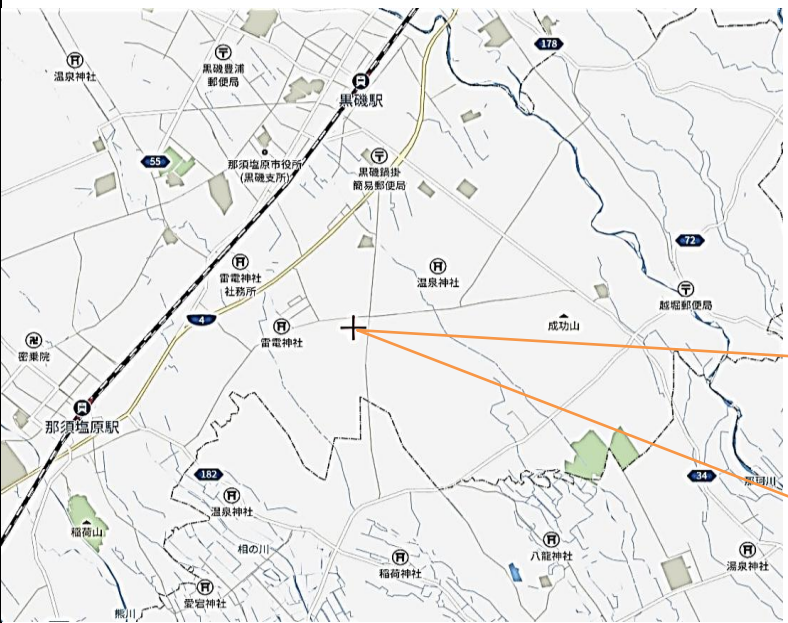 178
温泉神社
黒磯豊浦
郵便局
黒磯駅
55
那須塩原市役所
(黒磯支所)
黒磯鍋掛
簡易郵便局
72
雷電神社
社務所
温泉神社
越堀郵便局
4
雷電神社
成功山
密乗院
那須塩原駅
182
34
那珂川
温泉神社
稲荷山
相の川
稲荷神社
八龍神社
湯泉神社
愛宕神社
熊川